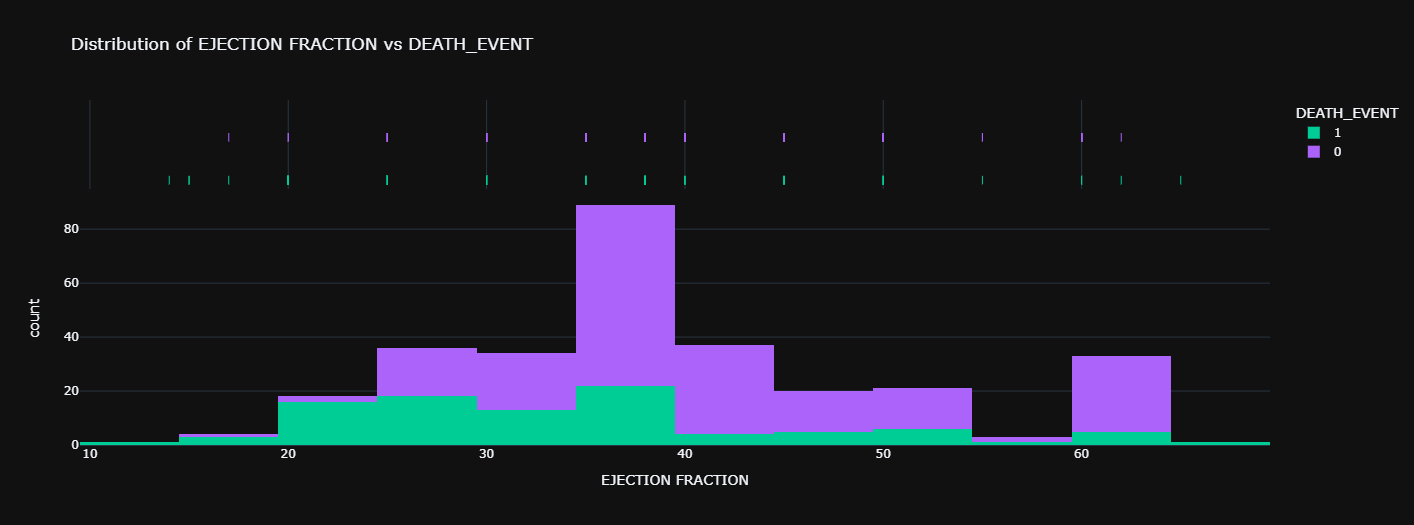 Distribution of EJECTION FRACTION vs DEATH_EVENT
DEATH_EVENT
1
0
80
60
40
20
0
count
10 20 30 40 50 60
EJECTION FRACTION